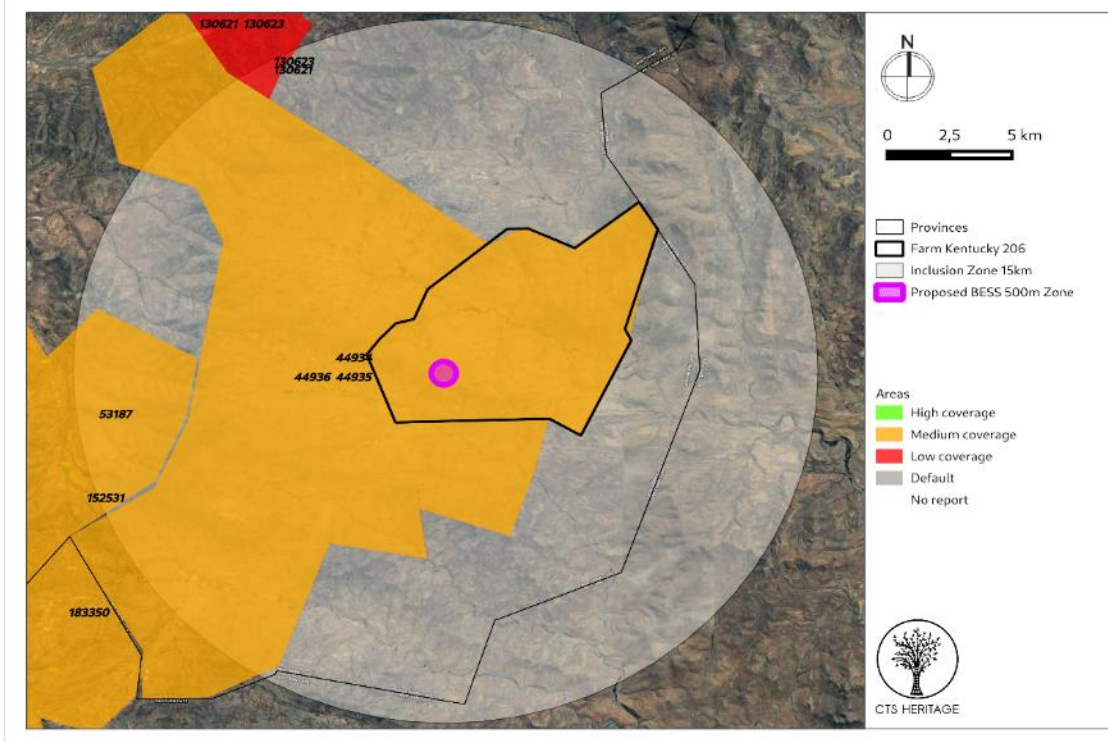 130621 130623
130623
130621
44934
44936 44935
53187
152531
183350
N
0 2,5 5 km
Provinces
Farm Kentucky 206
Inclusion Zone 15km
Proposed BESS 500m Zone
Areas
High coverage
Medium coverage
Low coverage
Default
No report
CTS HERITAGE